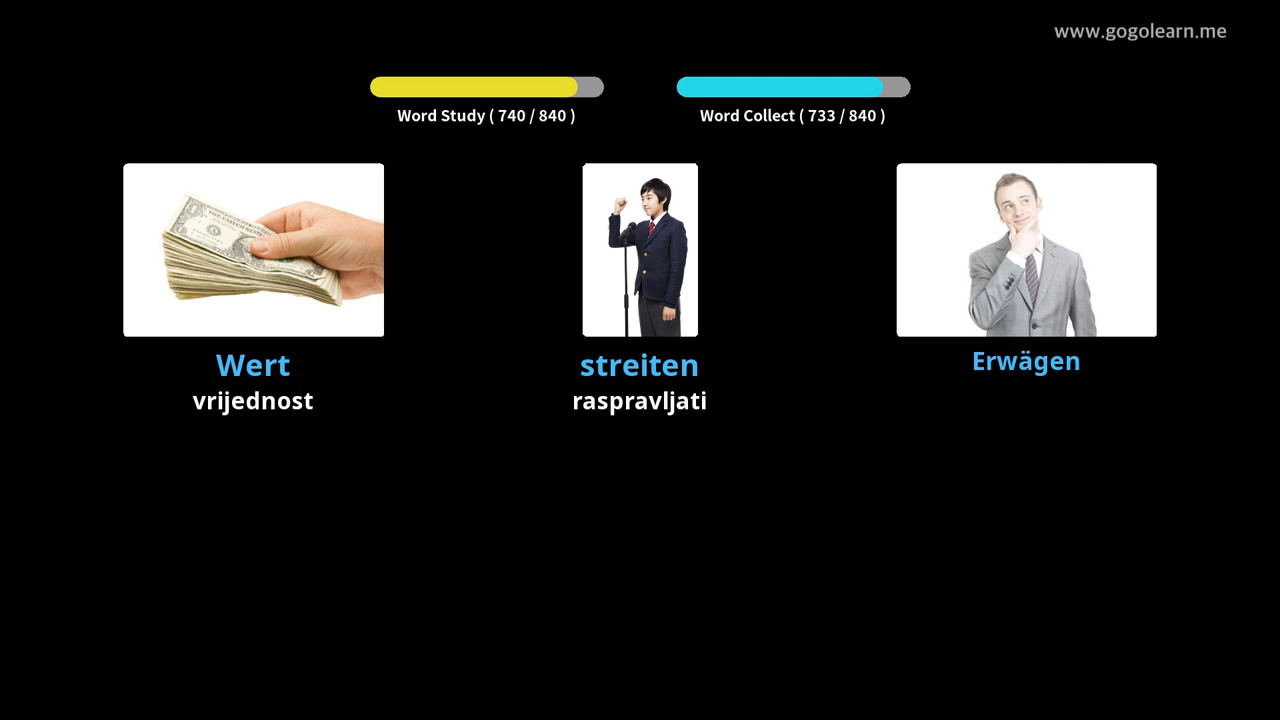 www.gogolearn.me
Word Study ( 740 / 840 )
Word Collect ( 733 / 840 )
Wert
vrijednost
streiten
raspravljati
Erwägen